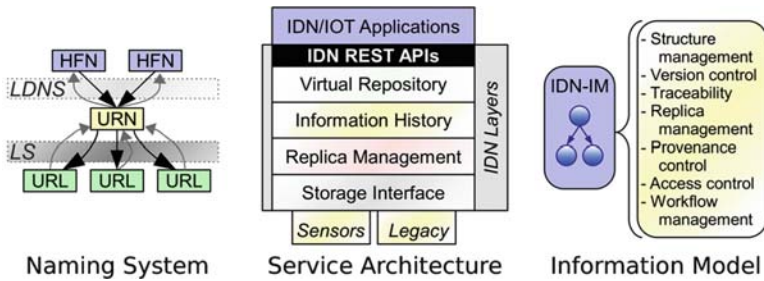 HFN HFN
LDNS
URN
LS
URL URL URL
Naming System
IDN/IOT Applications
IDN REST APIs
Virtual Repository
Information History
Replica Management
Storage Interface
IDN Layers
Sensors Legacy
Service Architecture
IDN-IM
- Structure
management
- Version control
- Traceability
- Replica
management
- Provenance
control
- Access control
- Workflow
management
Information Model